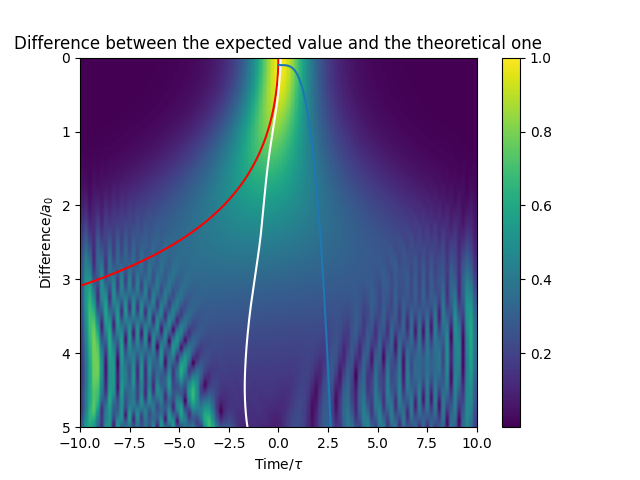 Difference between the expected value and the theoretical one
0
1
2
3
4
5
Difference/a₀
−10.0 −7.5 −5.0 −2.5 0.0 2.5 5.0 7.5 10.0
Time/τ
1.0
0.8
0.6
0.4
0.2